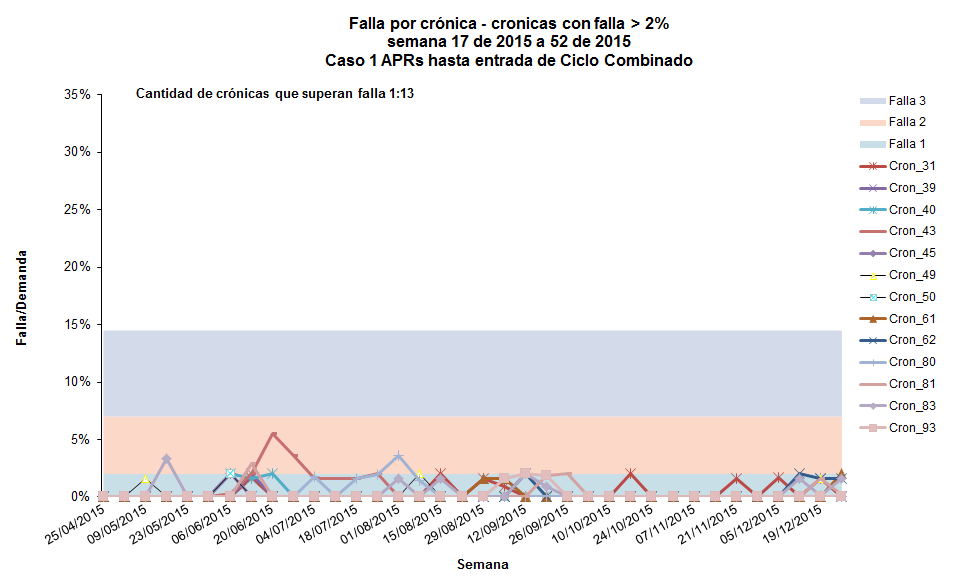 Falla por crónica - cronicas con falla > 2%
semana 17 de 2015 a 52 de 2015
Caso 1 APRs hasta entrada de Ciclo Combinado
Cantidad de crónicas que superan falla 1:13
35%
30%
25%
20%
15%
10%
5%
0%
Falla/Demanda
25/04/2015
09/05/2015
23/05/2015
06/06/2015
20/06/2015
04/07/2015
18/07/2015
01/08/2015
15/08/2015
29/08/2015
12/09/2015
26/09/2015
10/10/2015
24/10/2015
07/11/2015
21/11/2015
05/12/2015
19/12/2015
Semana
Falla 3
Falla 2
Falla 1
Cron_31
Cron_39
Cron_40
Cron_43
Cron_45
Cron_49
Cron_50
Cron_61
Cron_62
Cron_80
Cron_81
Cron_83
Cron_93